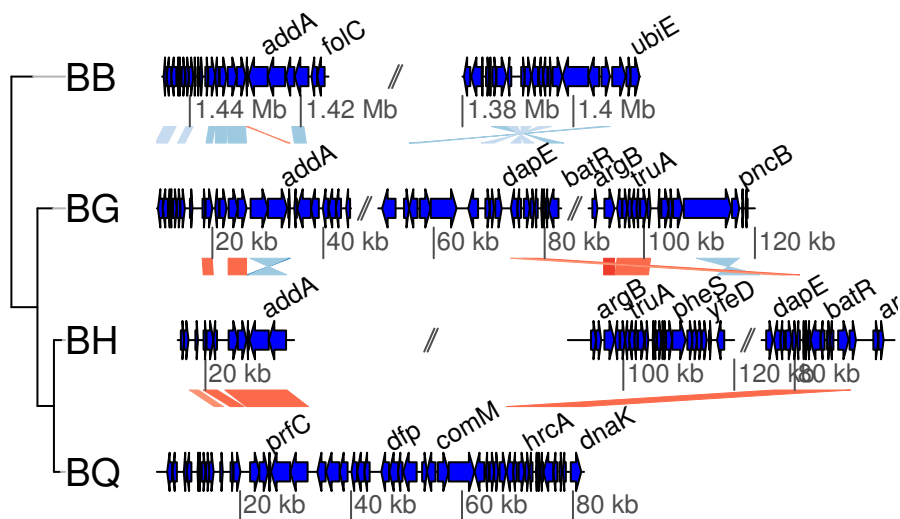 addA folC ubiE
BB
1.44 Mb 1.42 Mb 1.38 Mb 1.4 Mb
addA dapE batR argB truA pncB
BG
20 kb 40 kb 60 kb 80 kb 100 kb 120 kb
addA argB truA pheS yfeD dapE batR ar
BH
20 kb 100 kb 120 kb 80 kb
prfC dfp comM hrcA dnaK
BQ
20 kb 40 kb 60 kb 80 kb